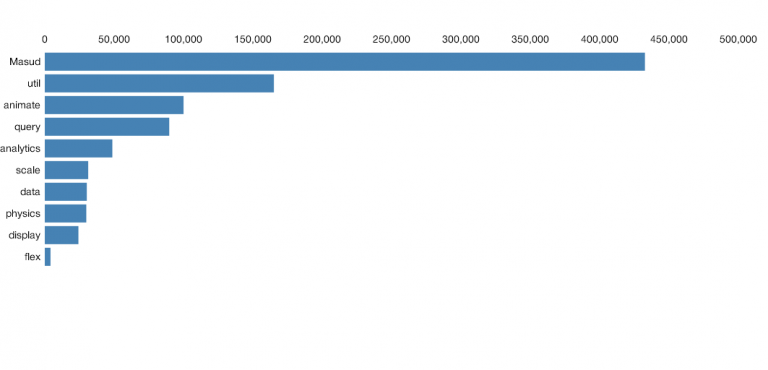 0 50,000 100,000 150,000 200,000 250,000 300,000 350,000 400,000 450,000 500,000
Masud
util
animate
query
analytics
scale
data
physics
display
flex